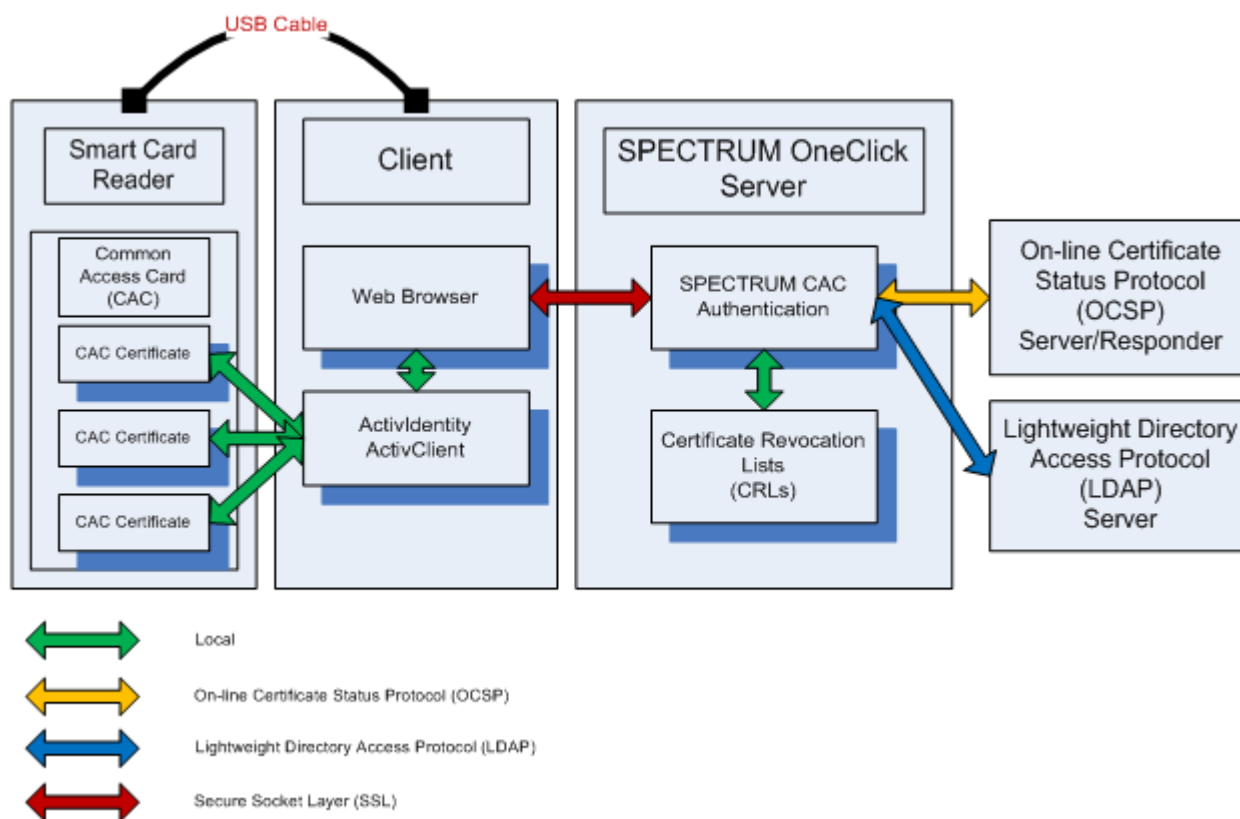 USB Cable
Smart Card
Reader
Client
SPECTRUM OneClick
Server
Common
Access Card
(CAC)
CAC Certificate
CAC Certificate
CAC Certificate
Web Browser
ActivIdentity
ActivClient
SPECTRUM CAC
Authentication
Certificate Revocation
Lists
(CRLs)
On-line Certificate
Status Protocol
(OCSP)
Server/Responder
Lightweight Directory
Access Protocol
(LDAP)
Server
Local
On-line Certificate Status Protocol (OCSP)
Lightweight Directory Access Protocol (LDAP)
Secure Socket Layer (SSL)